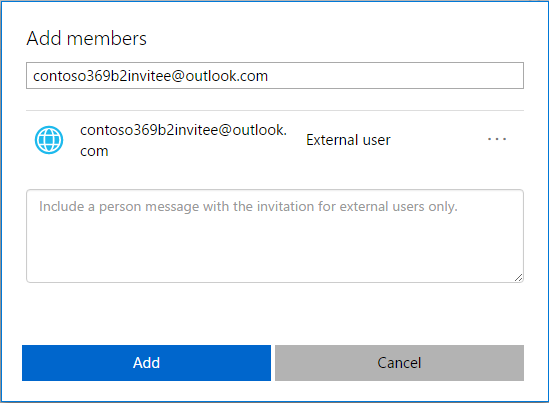 Add members
contoso369b2invitee@outlook.com
contoso369b2invitee@outlook.
com
External user
...
Include a person message with the invitation for external users only.
Add
Cancel